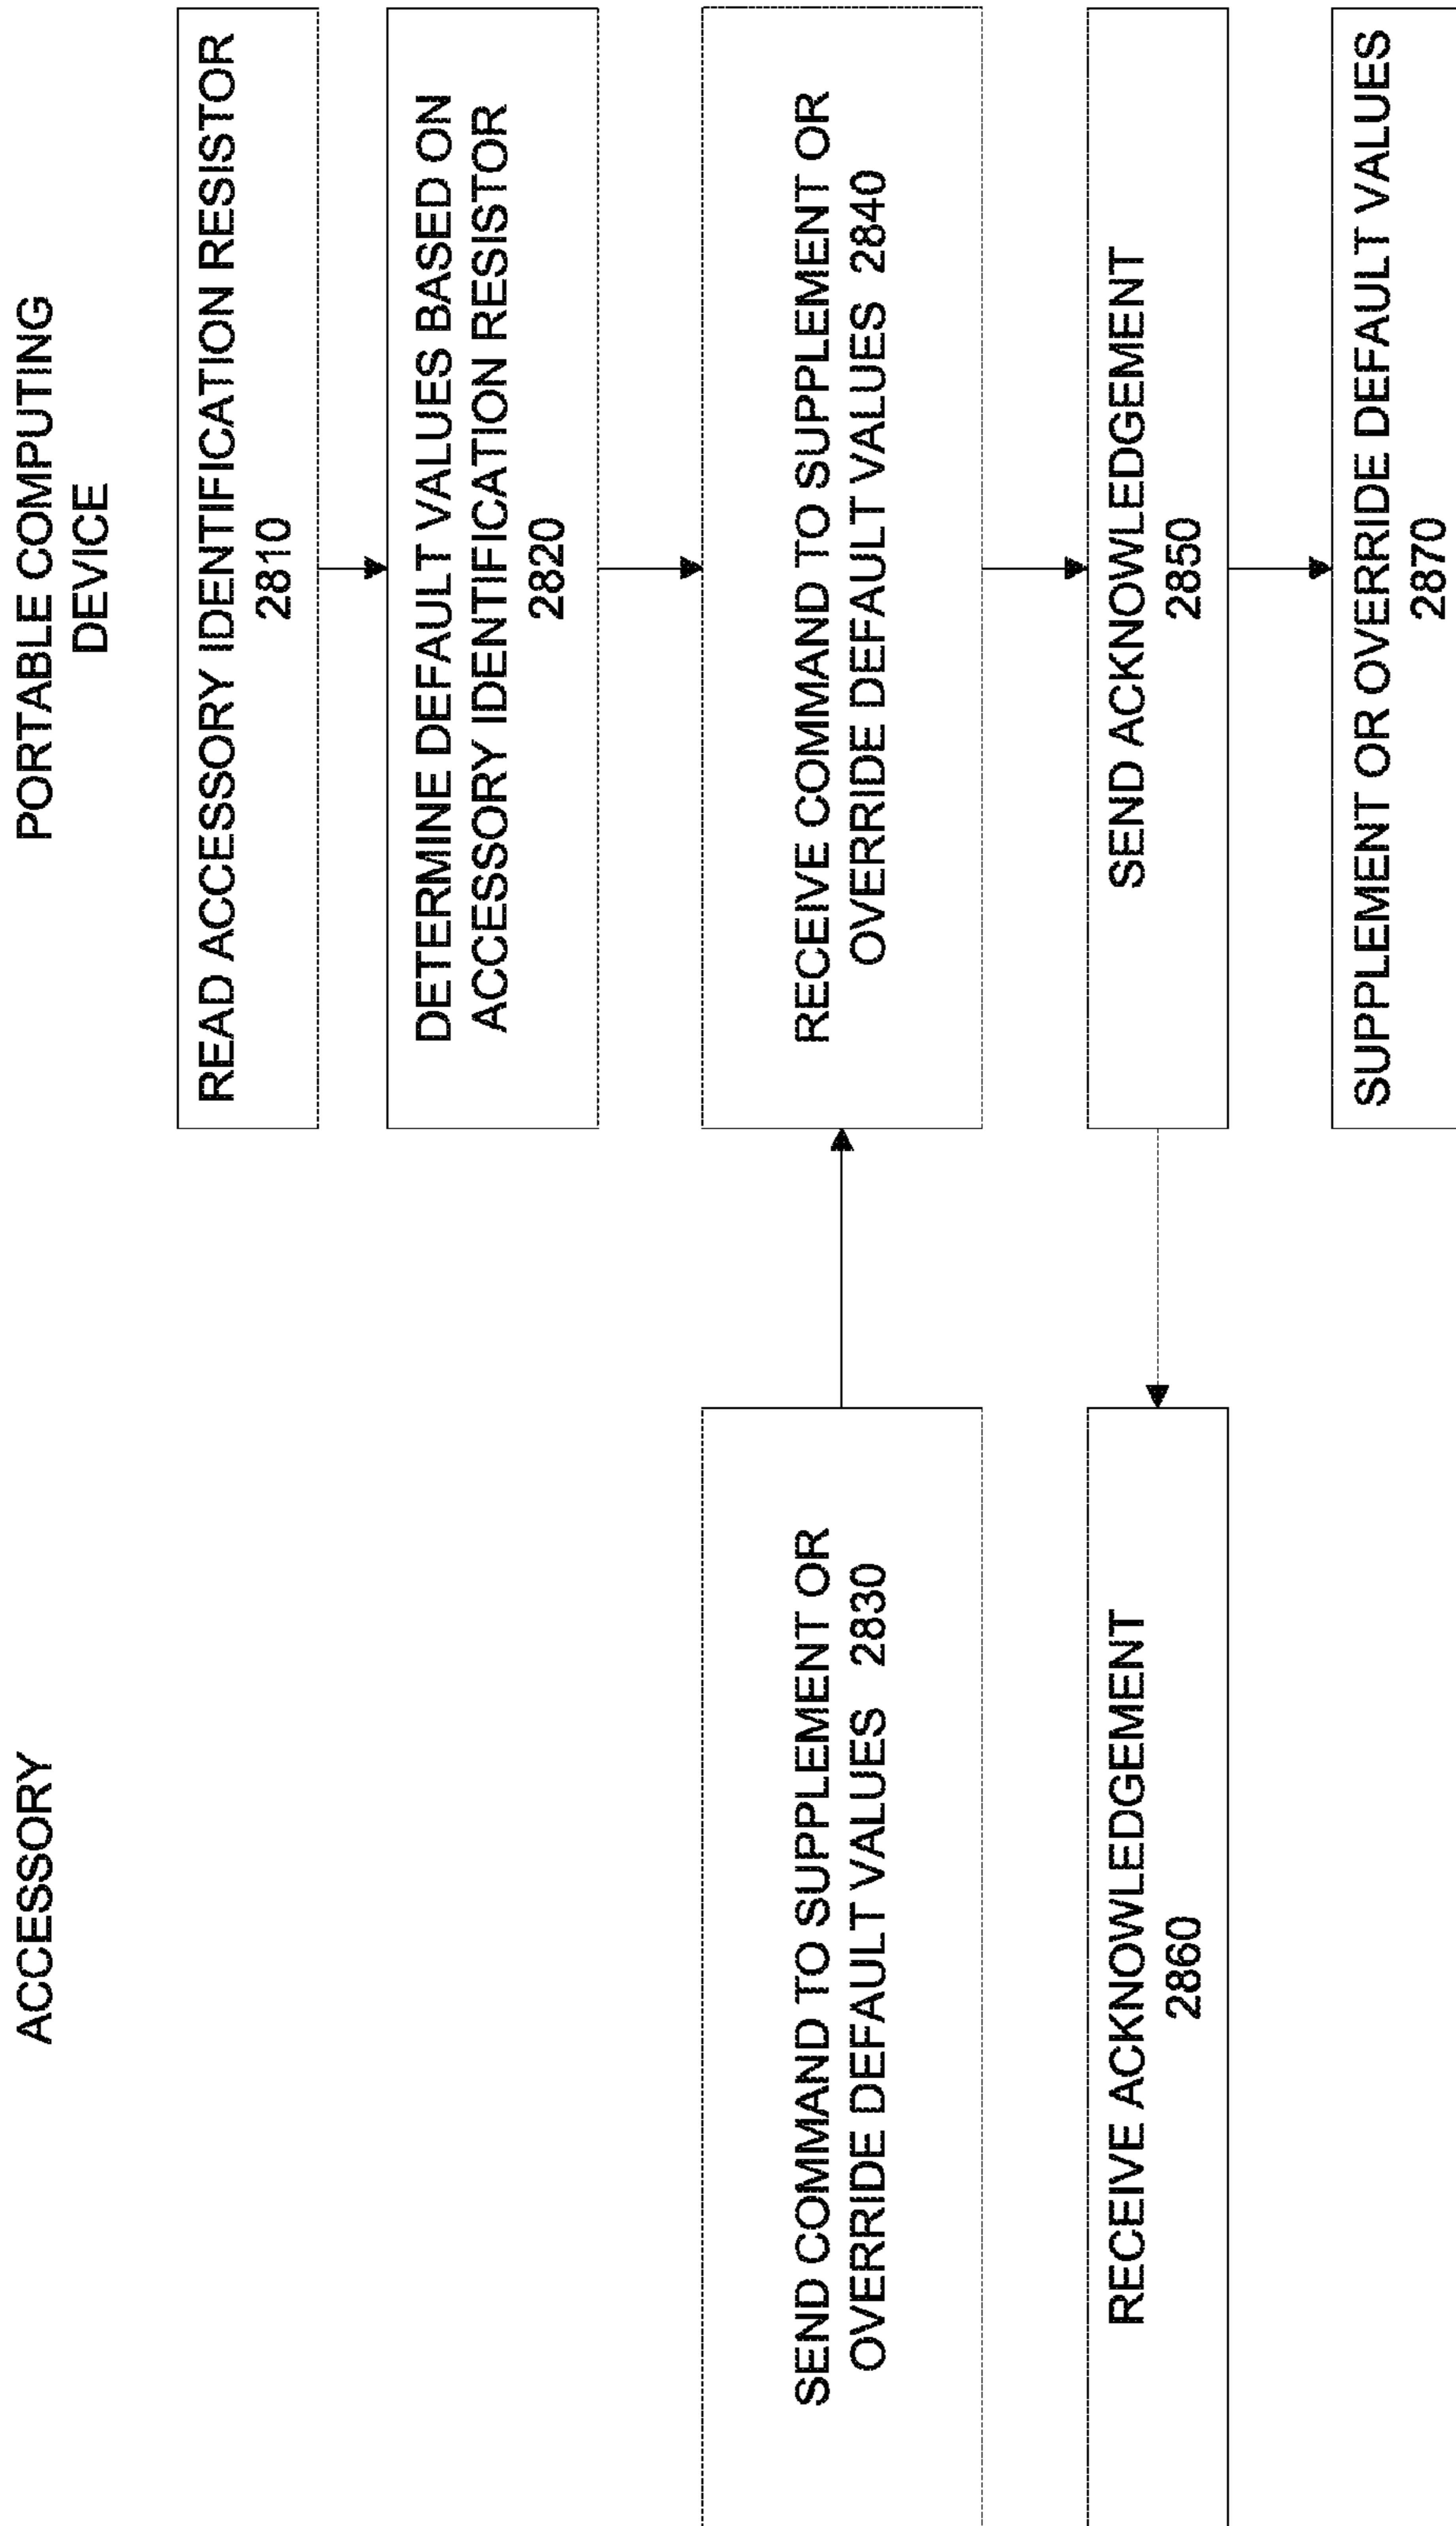 ACCESSORY
PORTABLE COMPUTING
DEVICE
READ ACCESSORY IDENTIFICATION RESISTOR
2810
DETERMINE DEFAULT VALUES BASED ON
ACCESSORY IDENTIFICATION RESISTOR
2820
SEND COMMAND TO SUPPLEMENT OR
OVERRIDE DEFAULT VALUES 2830
RECEIVE COMMAND TO SUPPLEMENT OR
OVERRIDE DEFAULT VALUES 2840
RECEIVE ACKNOWLEDGEMENT
2860
SEND ACKNOWLEDGEMENT
2850
SUPPLEMENT OR OVERRIDE DEFAULT VALUES
2870